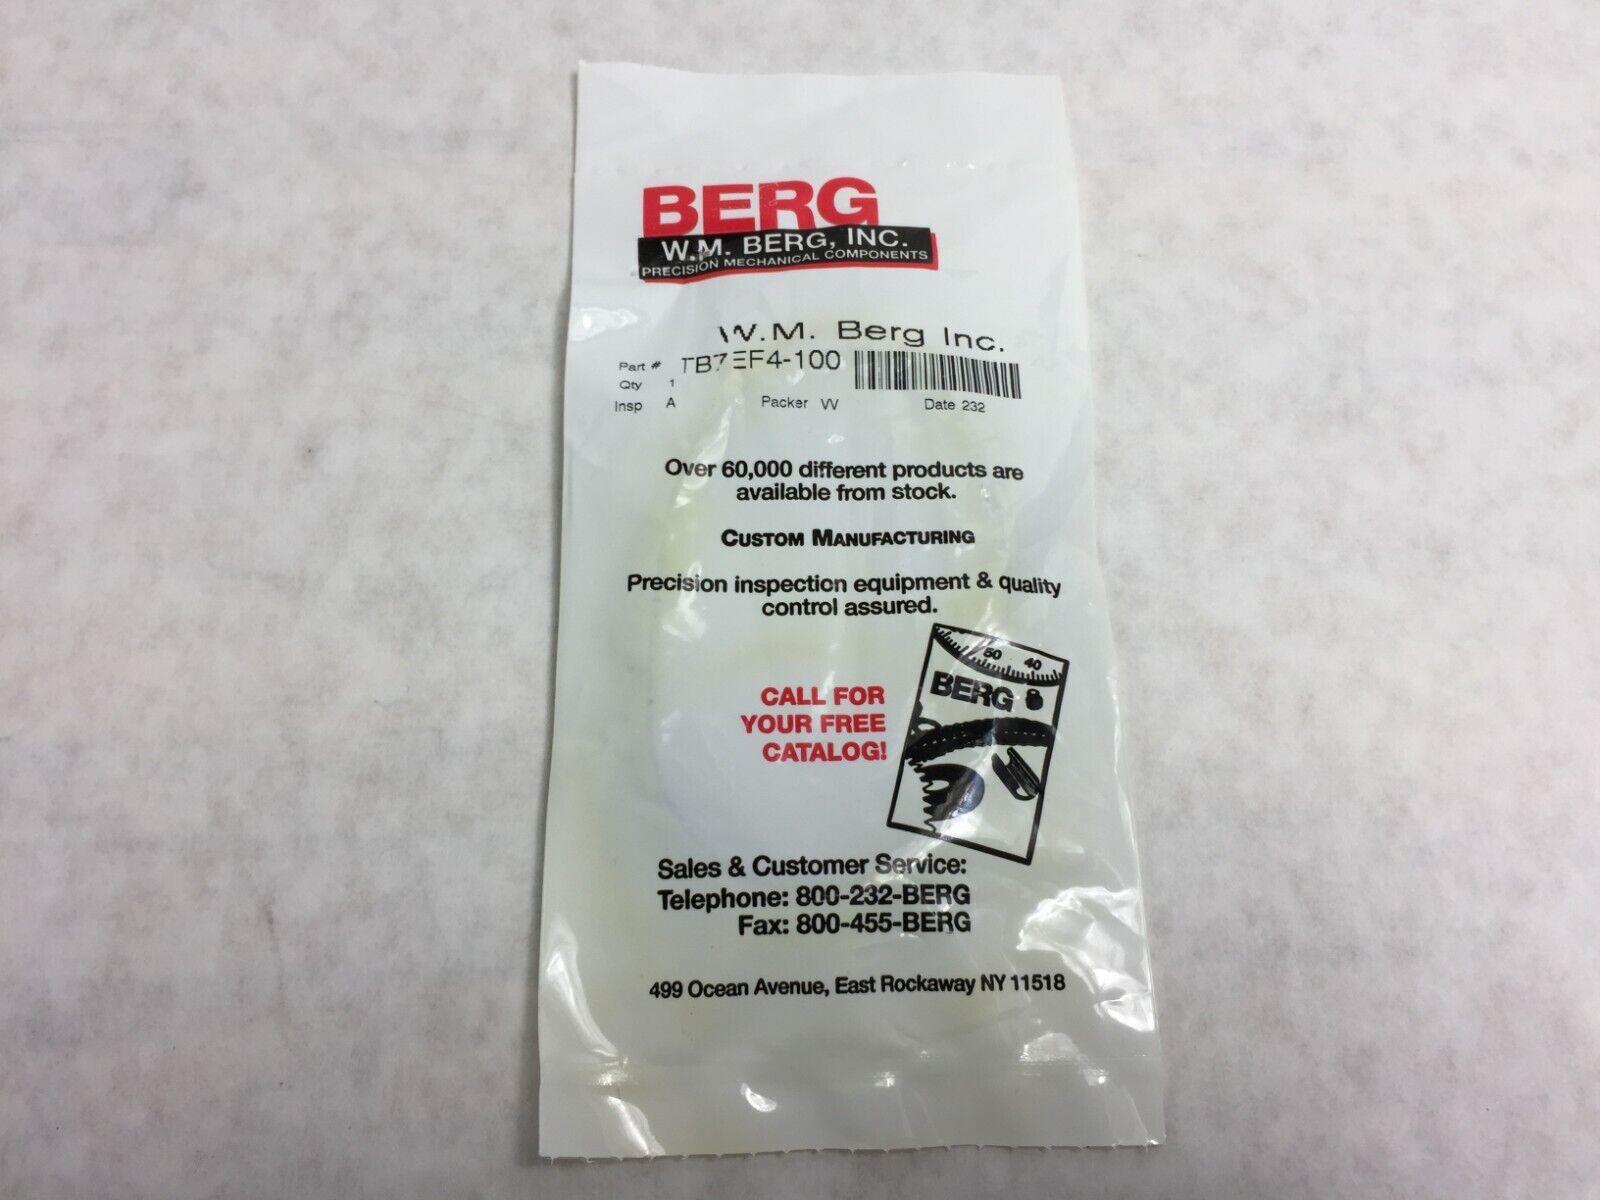 BERG
W.M. BERG, INC.
PRECISION MECHANICAL COMPONENTS
W.M. Berg Inc.
Part # TB7EF4-100
Qty 1
Insp A Packer VV Date 232
Over 60,000 different products are
available from stock.
CUSTOM MANUFACTURING
Precision inspection equipment & quality
control assured.
50 40
BERG
CALL FOR
YOUR FREE
CATALOG!
Sales & Customer Service:
Telephone: 800-232-BERG
Fax: 800-455-BERG
499 Ocean Avenue, East Rockaway NY 11518